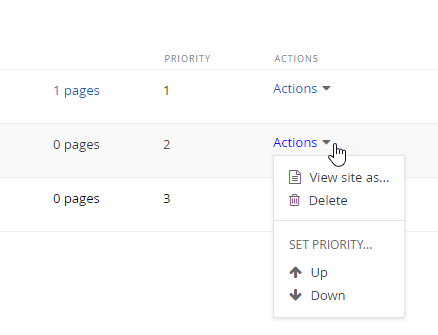 PRIORITY ACTIONS
1 pages 1 Actions
0 pages 2 Actions
View site as...
Delete
0 pages 3
SET PRIORITY...
Up
Down